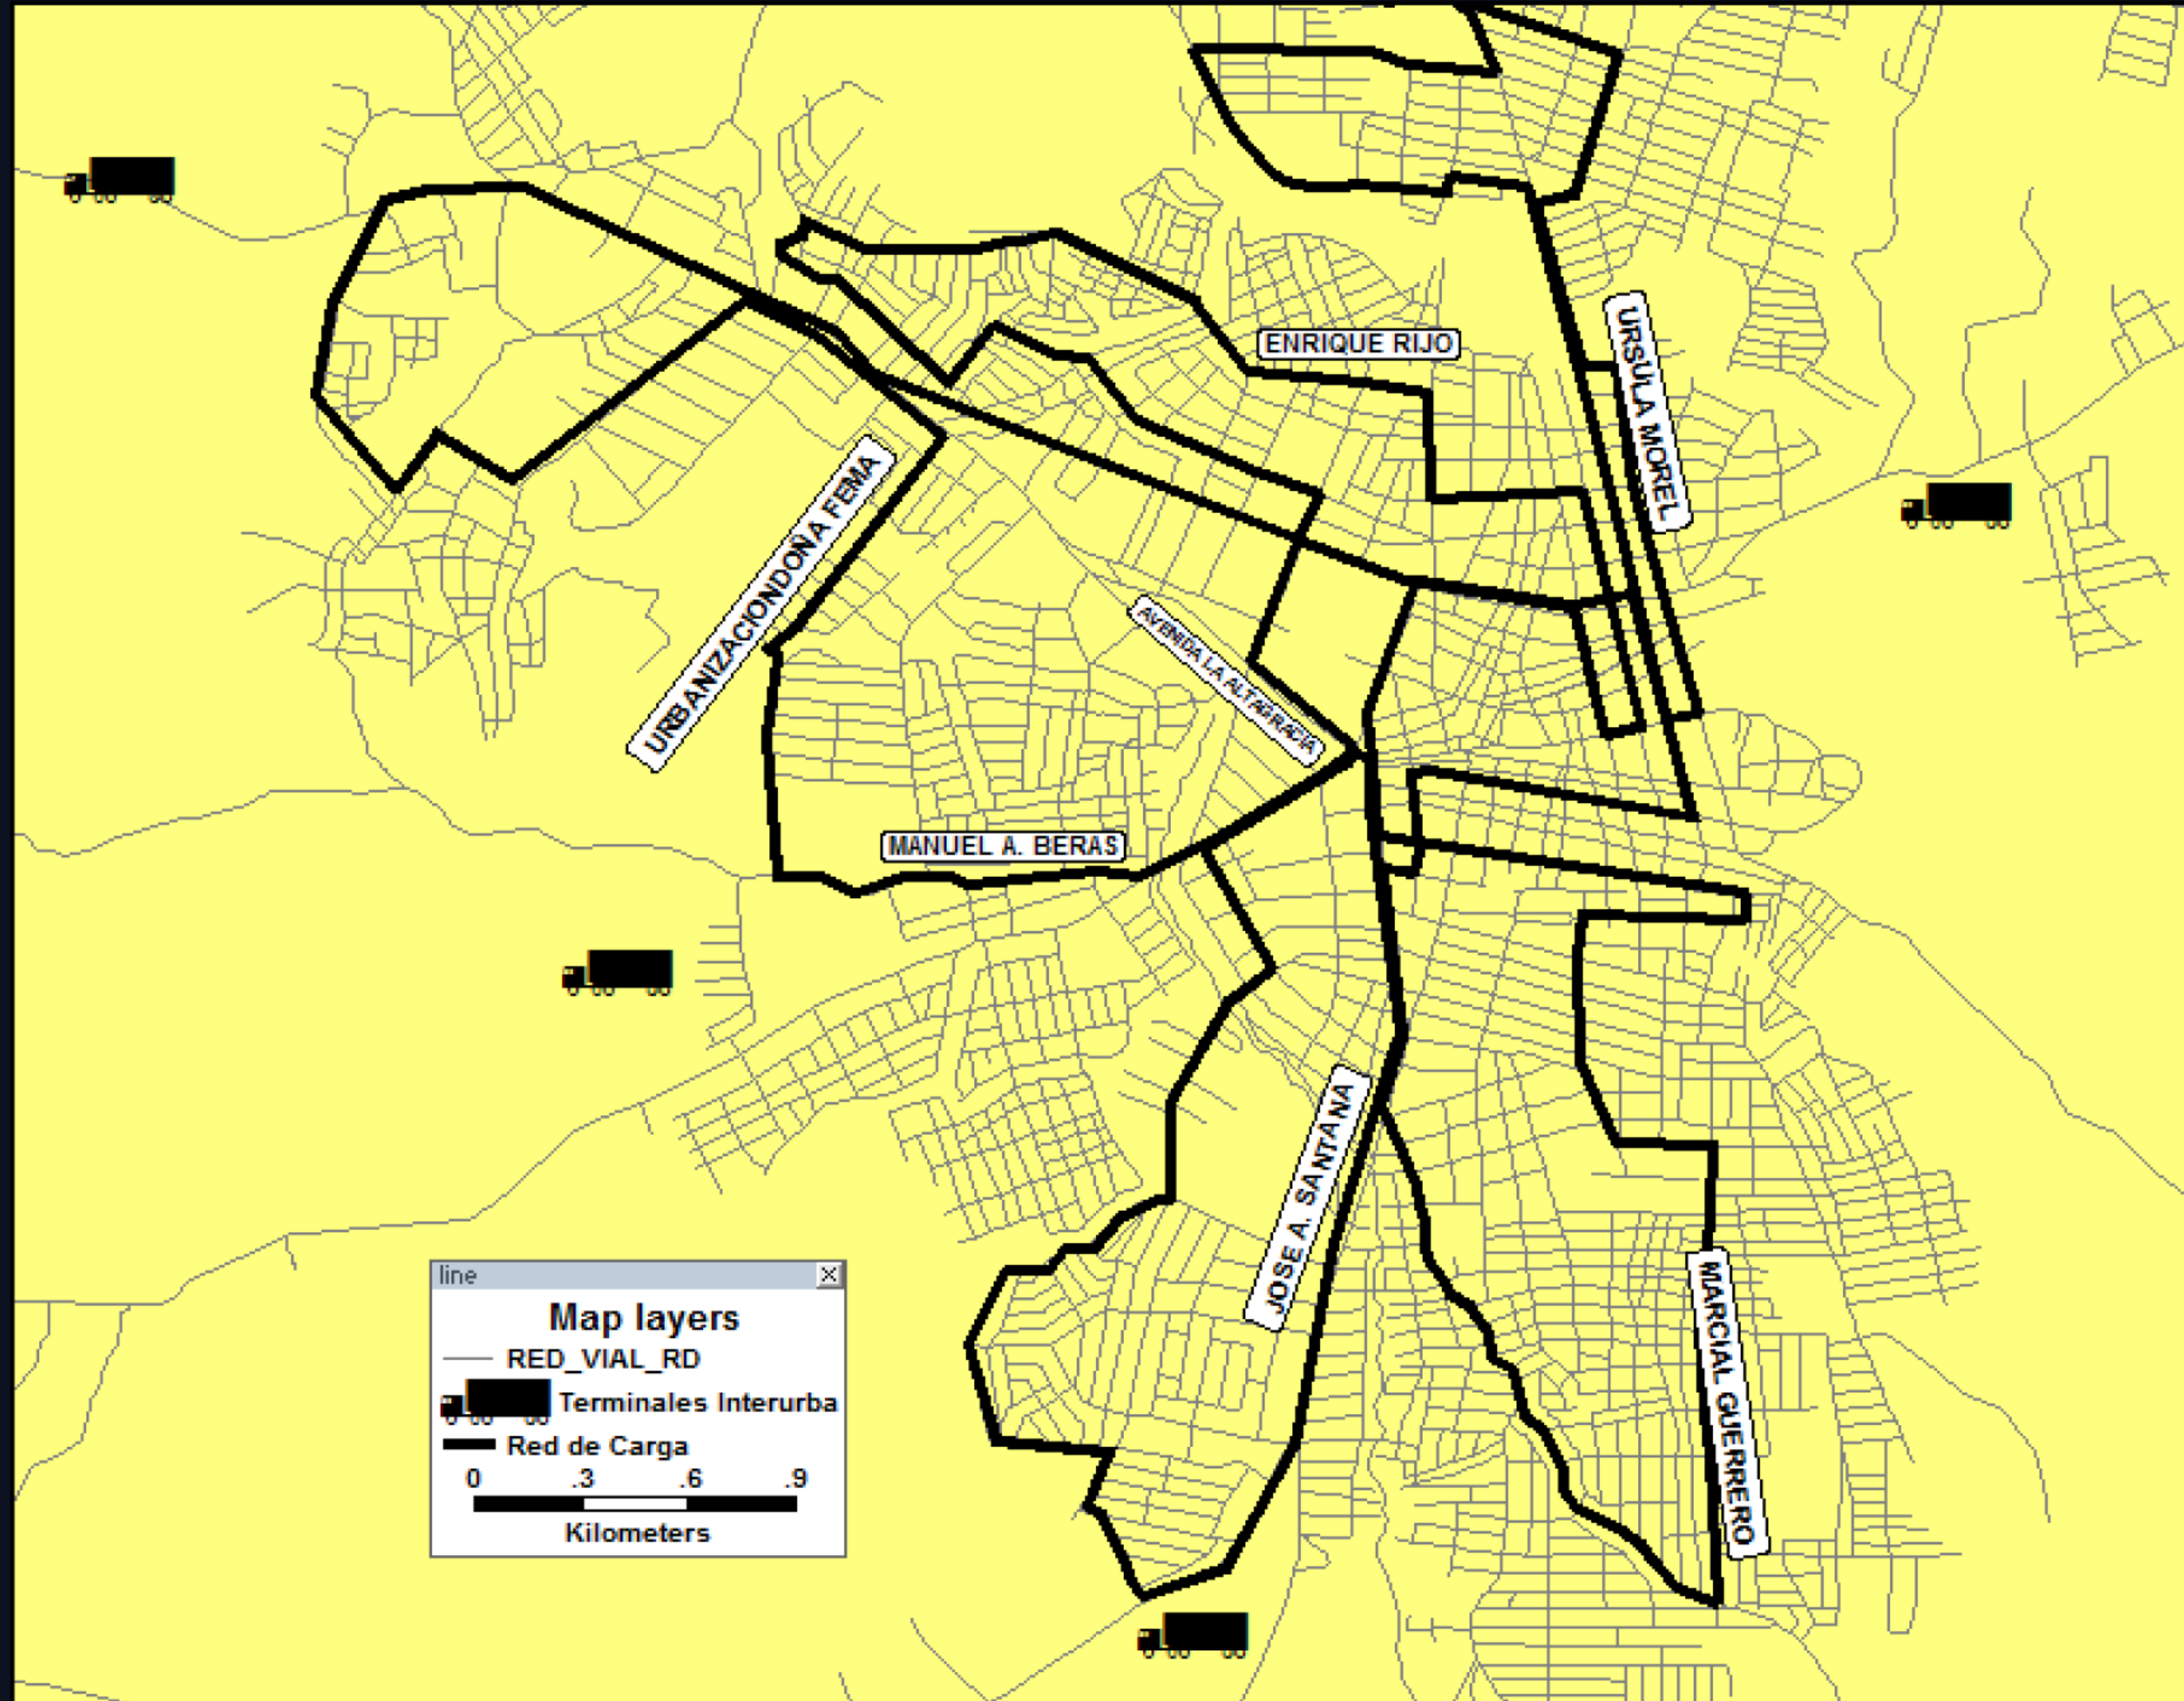 ENRIQUE RIJO
URSULA MOREL
URBANIZACIONDOÑA FEMA
AVENIDA LA ALTAGRACIA
MANUEL A. BERAS
JOSE A. SANTANA
MARCIAL GUERRERO
line
Map layers
RED_VIAL_RD
Terminales Interurba
Red de Carga
0 .3 .6 .9
Kilometers